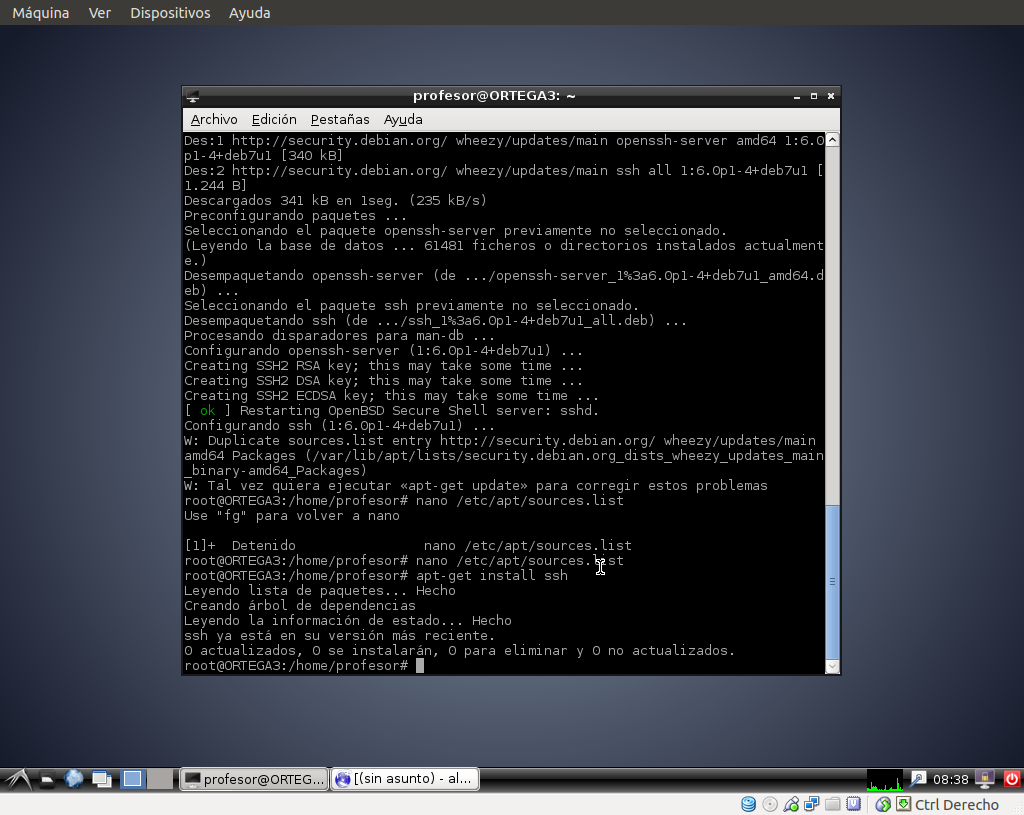 Máquina Ver Dispositivos Ayuda
profesor@ORTEGA3: ~
Archivo Edición Pestañas Ayuda
Des:1 http://security.debian.org/ wheezy/updates/main openssh-server amd64 1:6.0
p1-4+deb7u1 [340 kB]
Des:2 http://security.debian.org/ wheezy/updates/main ssh all 1:6.0p1-4+deb7u1 [
1.244 B]
Descargados 341 kB en 1seg. (235 kB/s)
Preconfigurando paquetes ...
Seleccionando el paquete openssh-server previamente no seleccionado.
(Leyendo la base de datos ... 61481 ficheros o directorios instalados actualment
e.)
Desempaquetando openssh-server (de .../openssh-server_1%3a6.0p1-4+deb7u1_amd64.d
eb) ...
Seleccionando el paquete ssh previamente no seleccionado.
Desempaquetando ssh (de .../ssh_1%3a6.0p1-4+deb7u1_all.deb) ...
Procesando disparadores para man-db ...
Configurando openssh-server (1:6.0p1-4+deb7u1) ...
Creating SSH2 RSA key; this may take some time ...
Creating SSH2 DSA key; this may take some time ...
Creating SSH2 ECDSA key; this may take some time ...
[ ok ] Restarting OpenBSD Secure Shell server: sshd.
Configurando ssh (1:6.0p1-4+deb7u1) ...
W: Duplicate sources.list entry http://security.debian.org/ wheezy/updates/main
amd64 Packages (/var/lib/apt/lists/security.debian.org_dists_wheezy_updates_main
_binary-amd64_Packages)
W: Tal vez quiera ejecutar «apt-get update» para corregir estos problemas
root@ORTEGA3:/home/profesor# nano /etc/apt/sources.list
Use "fg" para volver a nano
[1]+ Detenido nano /etc/apt/sources.list
root@ORTEGA3:/home/profesor# nano /etc/apt/sources.list
root@ORTEGA3:/home/profesor# apt-get install ssh
Leyendo lista de paquetes... Hecho
Creando árbol de dependencias
Leyendo la información de estado... Hecho
ssh ya está en su versión más reciente.
0 actualizados, 0 se instalarán, 0 para eliminar y 0 no actualizados.
root@ORTEGA3:/home/profesor#
profesor@ORTEG... [(sin asunto) - al... 08:38
Ctrl Derecho